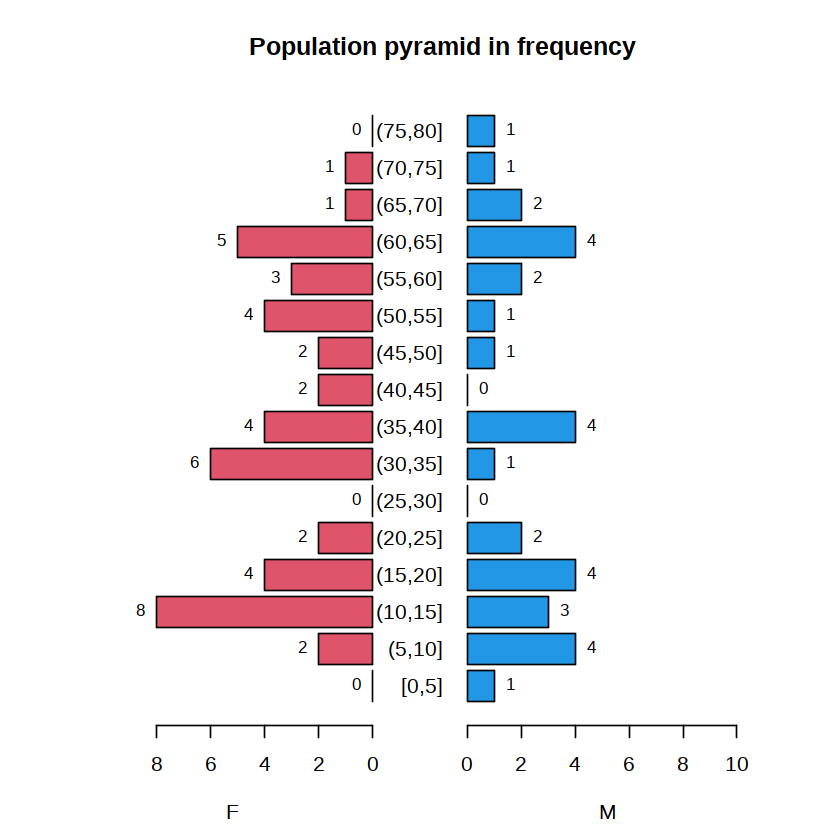 Population pyramid in frequency
0 (75,80] 1
1 (70,75] 1
1 (65,70] 2
5 (60,65] 4
3 (55,60] 2
4 (50,55] 1
2 (45,50] 1
2 (40,45] 0
4 (35,40] 4
6 (30,35] 1
0 (25,30] 0
2 (20,25] 2
4 (15,20] 4
8 (10,15] 3
2 (5,10] 4
0 [0,5] 1
8 6 4 2 0 0 2 4 6 8 10
F M